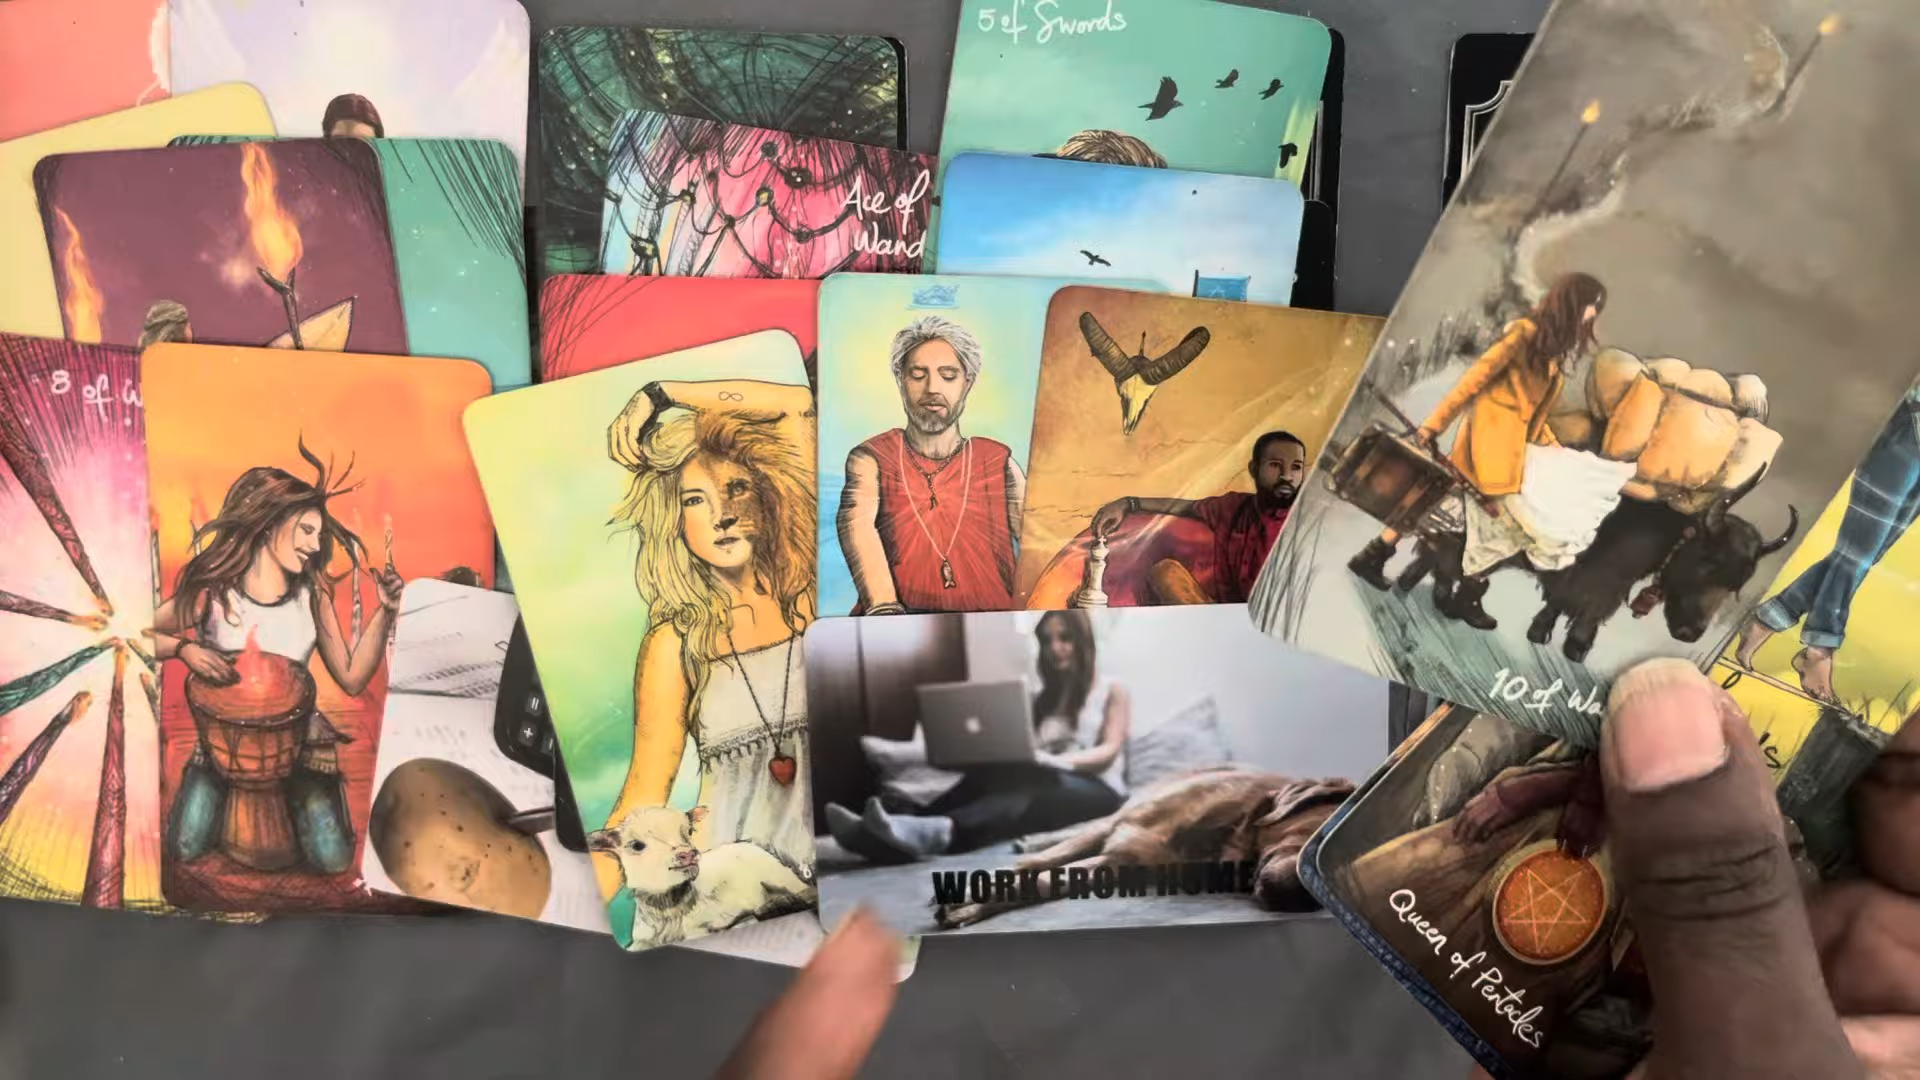 5 of Swords
Ace of
Wand
8 of W
10 of Wa
WORK FROM HOME
Queen of Pentacles